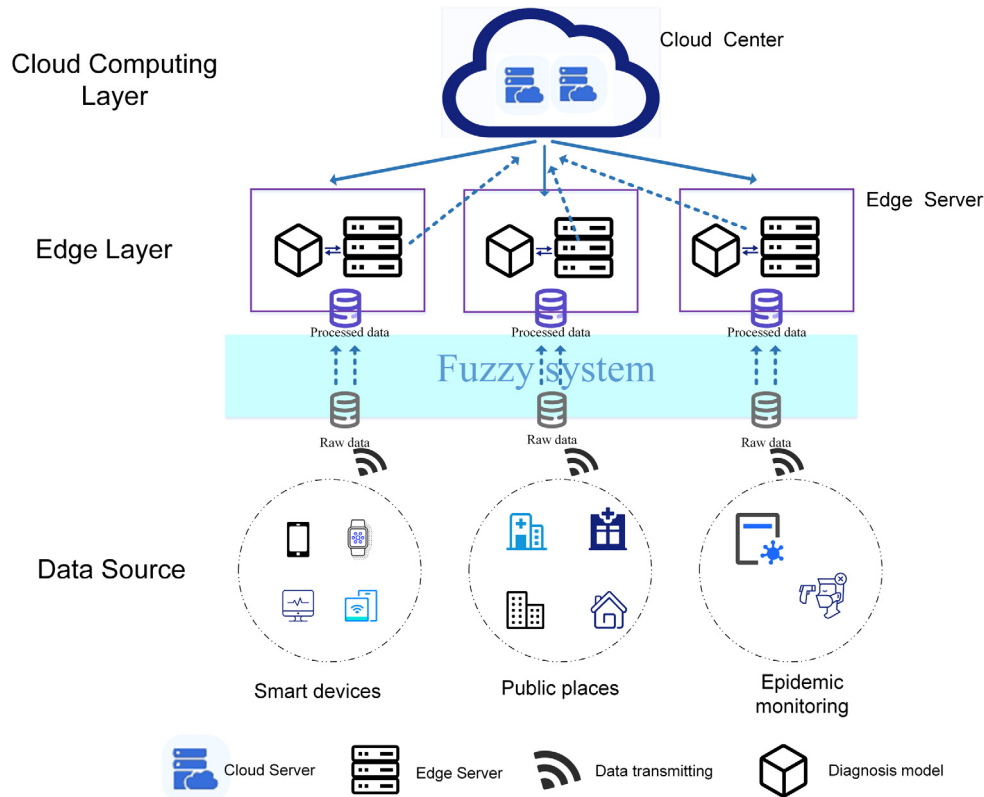 Cloud Center
Cloud Computing
Layer
Edge Server
Edge Layer
Processed data
Processed data
Processed data
Fuzzy system
Raw data
Raw data
Raw data
Data Source
Smart devices
Public places
Epidemic
monitoring
Cloud Server
Edge Server
Data transmitting
Diagnosis model